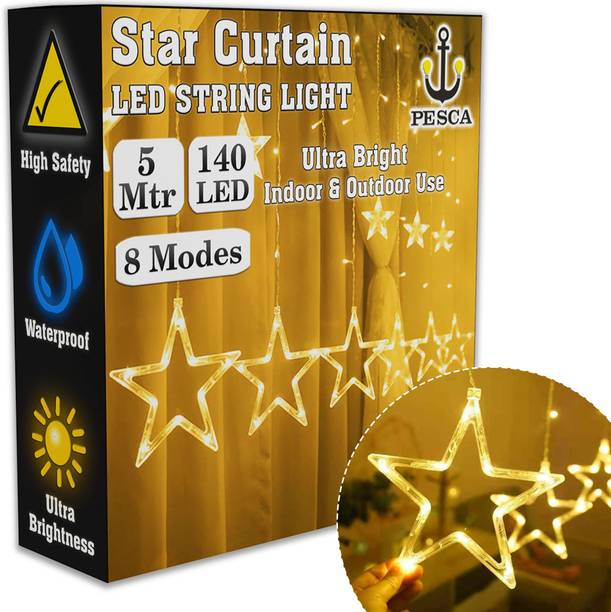 Star Curtain
LED STRING LIGHT
PESCA
5
Mtr
140
LED
Ultra Bright
Indoor & Outdoor Use
8 Modes
High Safety
Waterproof
Ultra
Brightness